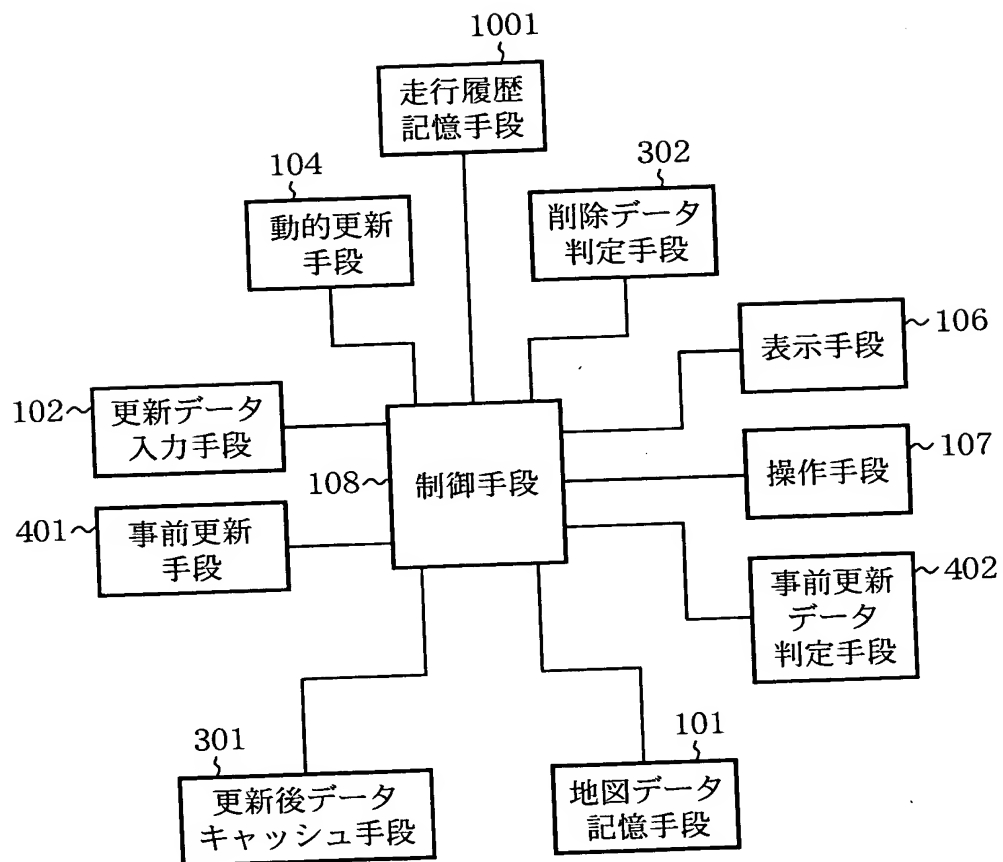 1001
走行履歴
記憶手段
104
動的更新
手段
302
削除データ
判定手段
106
表示手段
102
更新データ
入力手段
108
制御手段
107
操作手段
401
事前更新
手段
402
事前更新
データ
判定手段
301
更新後データ
キャッシュ手段
101
地図データ
記憶手段